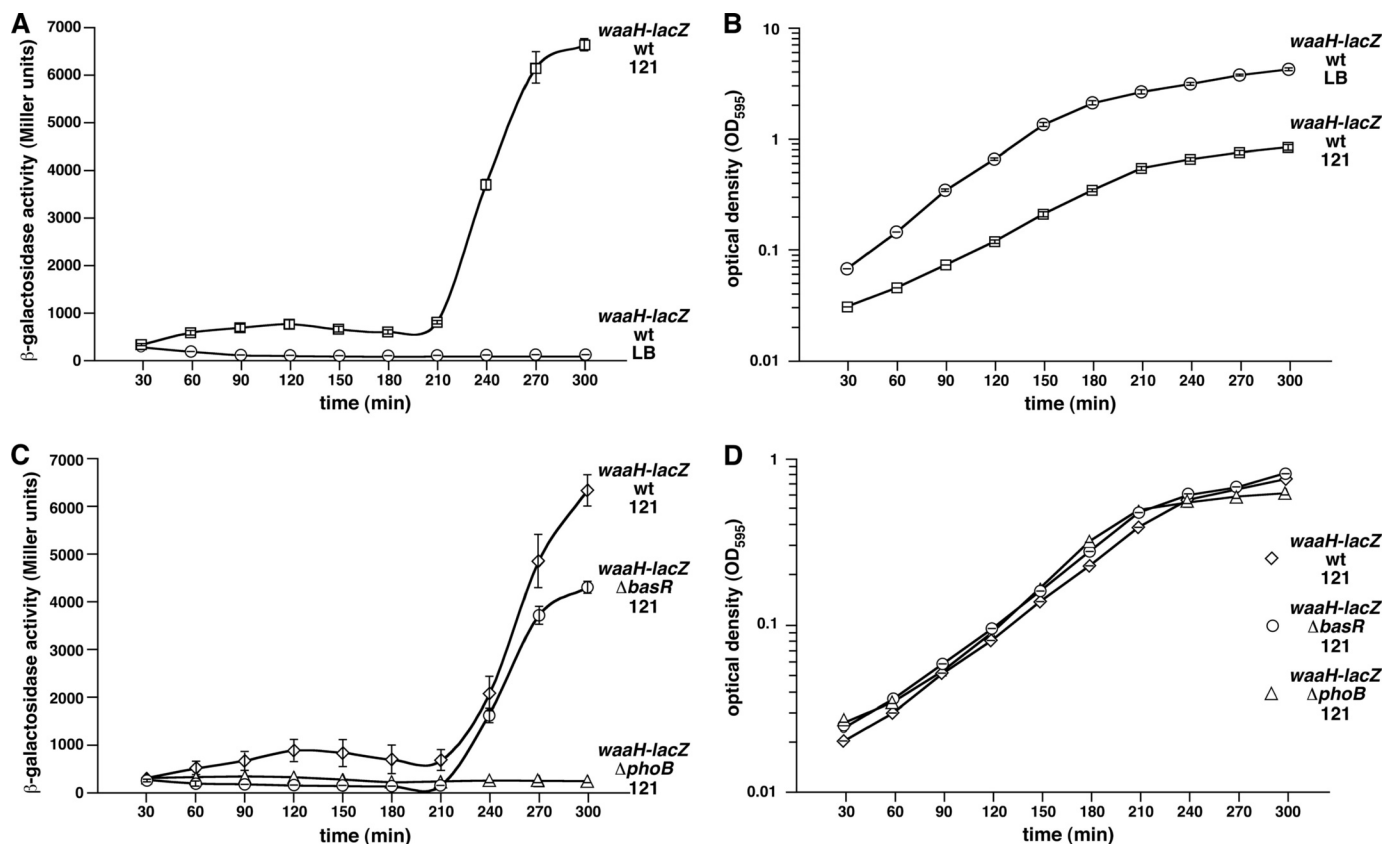 A
β-galactosidase activity (Miller units)
7000
6000
5000
4000
3000
2000
1000
0
30 60 90 120 150 180 210 240 270 300
time (min)
waaH-lacZ
wt
121
waaH-lacZ
wt
LB
B
optical density (OD595)
10
1
0.1
0.01
30 60 90 120 150 180 210 240 270 300
time (min)
waaH-lacZ
wt
LB
waaH-lacZ
wt
121
C
β-galactosidase activity (Miller units)
7000
6000
5000
4000
3000
2000
1000
0
30 60 90 120 150 180 210 240 270 300
time (min)
waaH-lacZ
wt
121
waaH-lacZ
ΔbasR
121
waaH-lacZ
ΔphoB
121
D
optical density (OD595)
1
0.1
0.01
30 60 90 120 150 180 210 240 270 300
time (min)
waaH-lacZ
wt
121
waaH-lacZ
ΔbasR
121
waaH-lacZ
ΔphoB
121